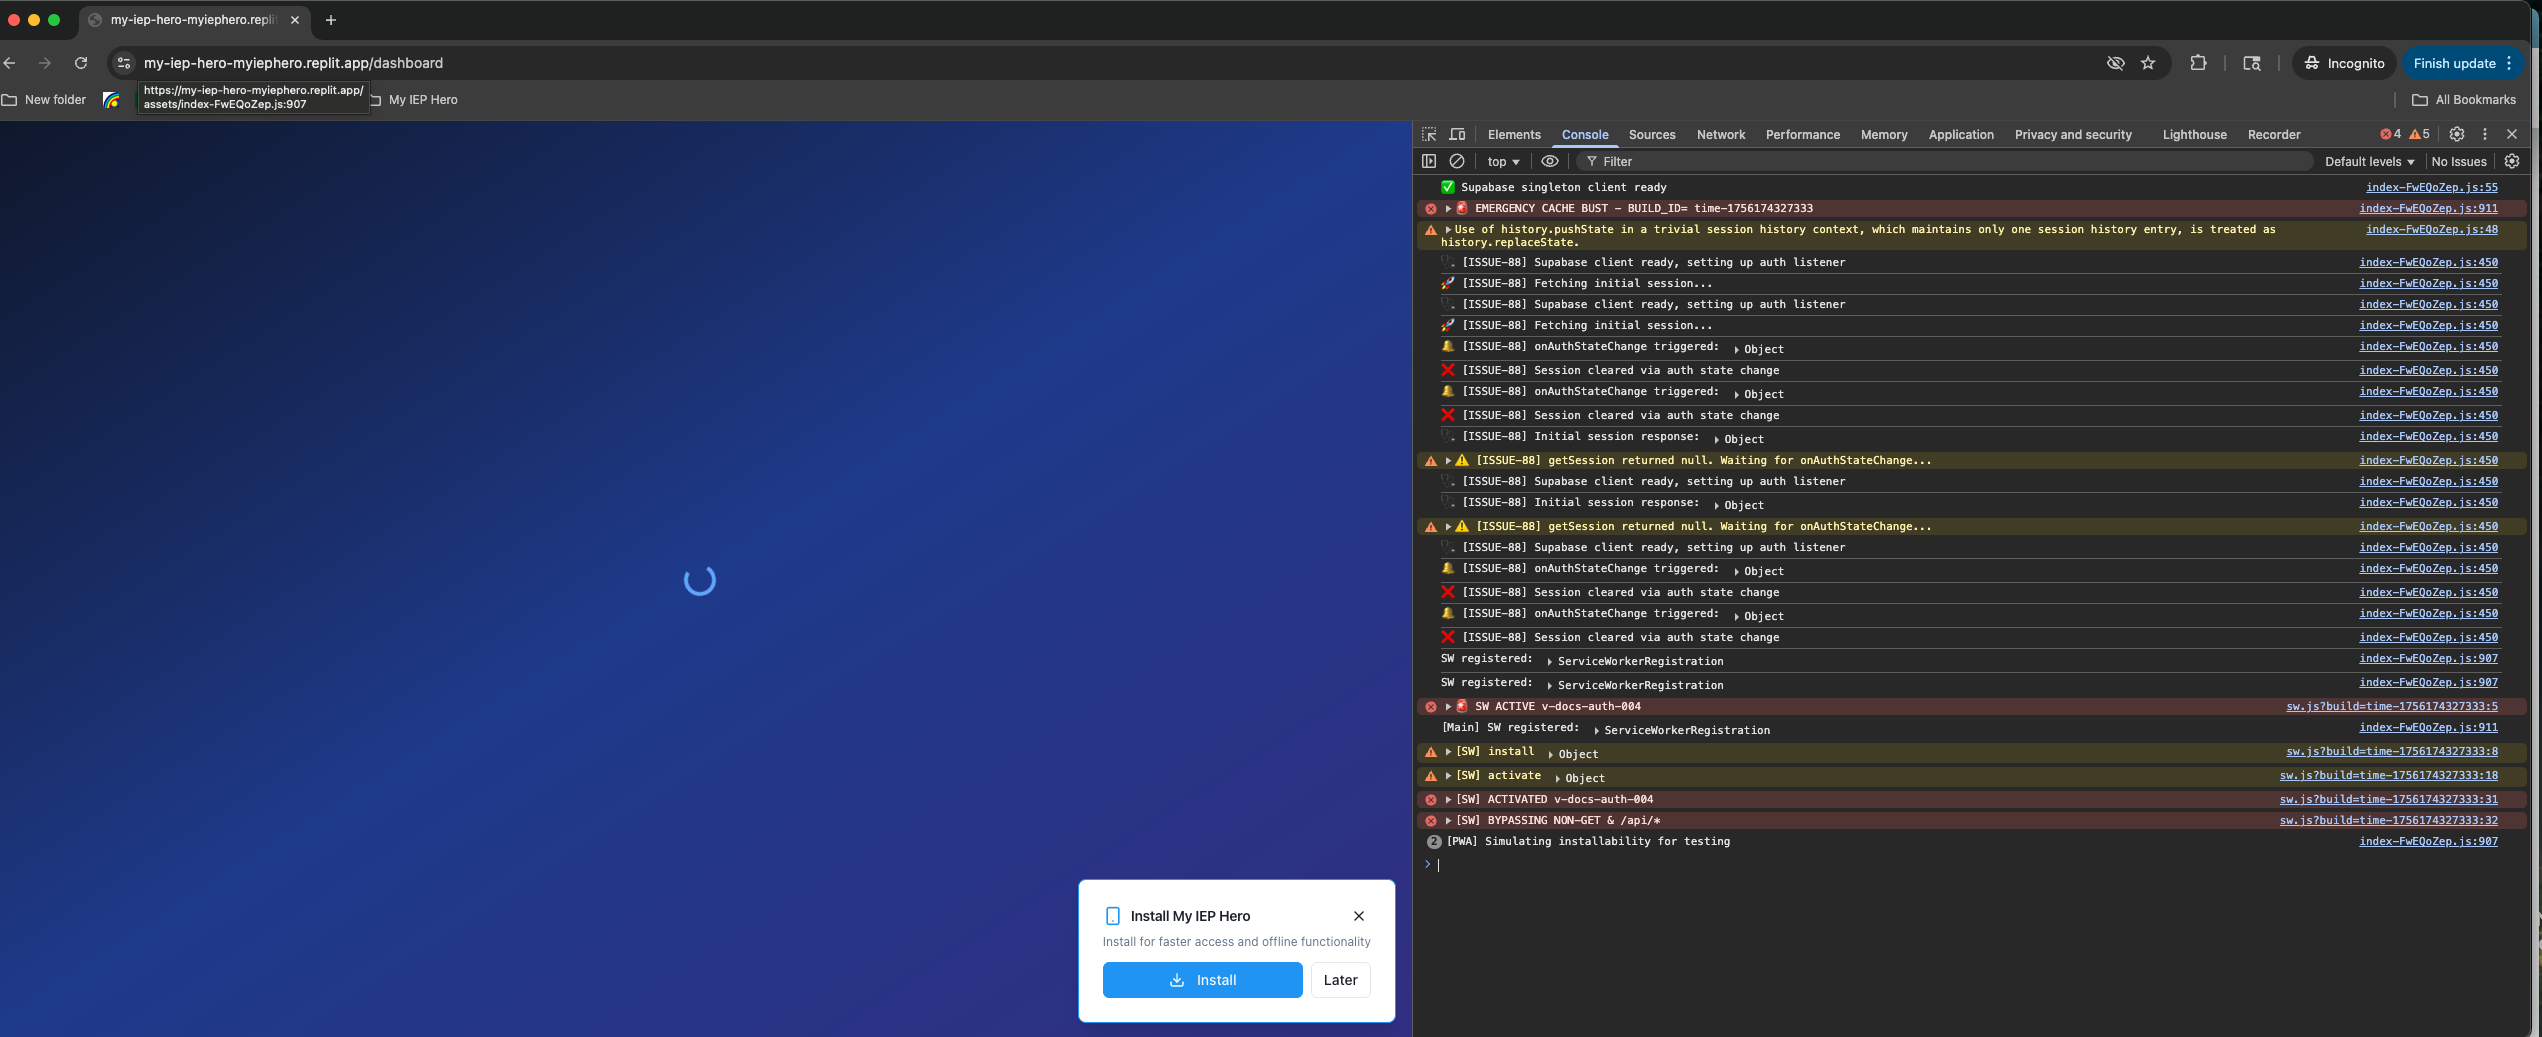 my-iep-hero-myiephero.repli
my-iep-hero-myiephero.replit.app/dashboard
Incognito
Finish update
New folder
https://my-iep-hero-myiephero.replit.app/
assets/index-FwEQoZep.js:907
My IEP Hero
All Bookmarks
Elements Console Sources Network Performance Memory Application Privacy and security Lighthouse Recorder 4 5
top Filter Default levels No Issues
Supabase singleton client ready index-FwEQoZep.js:55
EMERGENCY CACHE BUST - BUILD_ID= time-1756174327333 index-FwEQoZep.js:911
Use of history.pushState in a trivial session history context, which maintains only one session history entry, is treated as index-FwEQoZep.js:48
history.replaceState.
[ISSUE-88] Supabase client ready, setting up auth listener index-FwEQoZep.js:450
[ISSUE-88] Fetching initial session... index-FwEQoZep.js:450
[ISSUE-88] Supabase client ready, setting up auth listener index-FwEQoZep.js:450
[ISSUE-88] Fetching initial session... index-FwEQoZep.js:450
[ISSUE-88] onAuthStateChange triggered: Object index-FwEQoZep.js:450
[ISSUE-88] Session cleared via auth state change index-FwEQoZep.js:450
[ISSUE-88] onAuthStateChange triggered: Object index-FwEQoZep.js:450
[ISSUE-88] Session cleared via auth state change index-FwEQoZep.js:450
[ISSUE-88] Initial session response: Object index-FwEQoZep.js:450
[ISSUE-88] getSession returned null. Waiting for onAuthStateChange... index-FwEQoZep.js:450
[ISSUE-88] Supabase client ready, setting up auth listener index-FwEQoZep.js:450
[ISSUE-88] Initial session response: Object index-FwEQoZep.js:450
[ISSUE-88] getSession returned null. Waiting for onAuthStateChange... index-FwEQoZep.js:450
[ISSUE-88] Supabase client ready, setting up auth listener index-FwEQoZep.js:450
[ISSUE-88] onAuthStateChange triggered: Object index-FwEQoZep.js:450
[ISSUE-88] Session cleared via auth state change index-FwEQoZep.js:450
[ISSUE-88] onAuthStateChange triggered: Object index-FwEQoZep.js:450
[ISSUE-88] Session cleared via auth state change index-FwEQoZep.js:450
SW registered: ServiceWorkerRegistration index-FwEQoZep.js:907
SW registered: ServiceWorkerRegistration index-FwEQoZep.js:907
SW ACTIVE v-docs-auth-004 sw.js?build=time-1756174327333:5
[Main] SW registered: ServiceWorkerRegistration index-FwEQoZep.js:911
[SW] install Object sw.js?build=time-1756174327333:8
[SW] activate Object sw.js?build=time-1756174327333:18
[SW] ACTIVATED v-docs-auth-004 sw.js?build=time-1756174327333:31
[SW] BYPASSING NON-GET & /api/* sw.js?build=time-1756174327333:32
2 [PWA] Simulating installability for testing index-FwEQoZep.js:907
Install My IEP Hero
Install for faster access and offline functionality
Install
Later